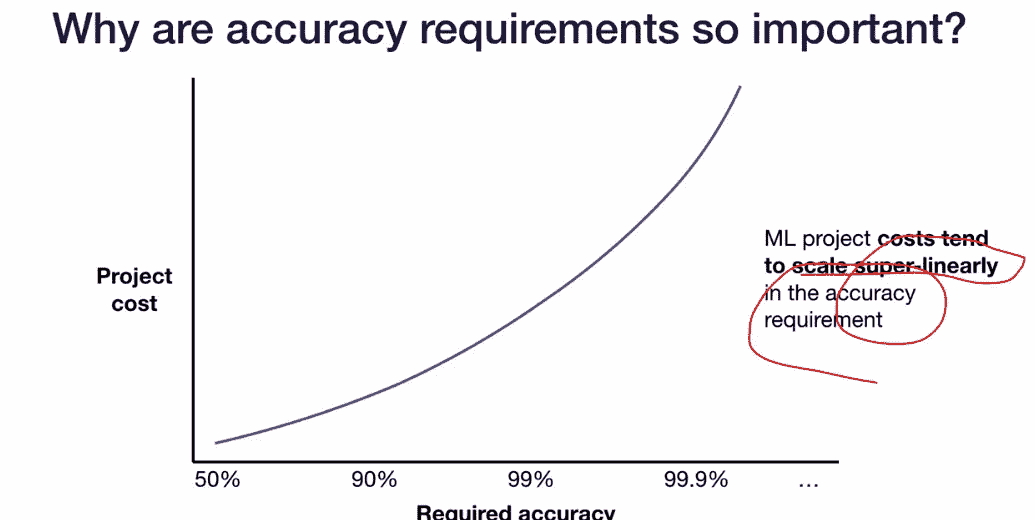 Why are accuracy requirements so important?
Project
cost
ML project costs tend
to scale super-linearly
in the accuracy
requirement
50% 90% 99% 99.9% ...
Required accuracy